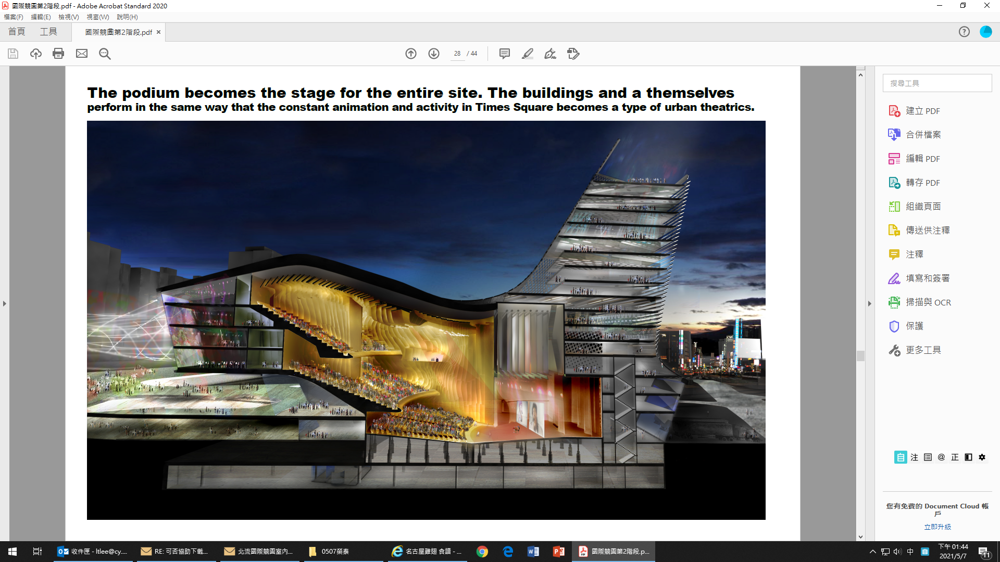 國際競圖第2階段.pdf - Adobe Acrobat Standard 2020
檔案(F) 編輯(E) 檢視(V) 視窗(W) 說明(H)
首頁 工具 國際競圖第2階段.pdf ×
28 / 44
The podium becomes the stage for the entire site. The buildings and a themselves
perform in the same way that the constant animation and activity in Times Square becomes a type of urban theatrics.
搜尋工具
建立 PDF
合併檔案
編輯 PDF
轉存 PDF
組織頁面
傳送供注釋
注釋
填寫和簽署
掃描與 OCR
保護
更多工具
自 注 @ 正
您有免費的 Document Cloud 帳
戶
立即升級
收件匣 - ltlee@cy....
RE: 可否協助下載...
北流國際競圖室內...
0507榮泰
名古屋雞翅 食譜 - ...
國際競圖第2階段.p...
中
自
下午 01:44
2021/5/7
11